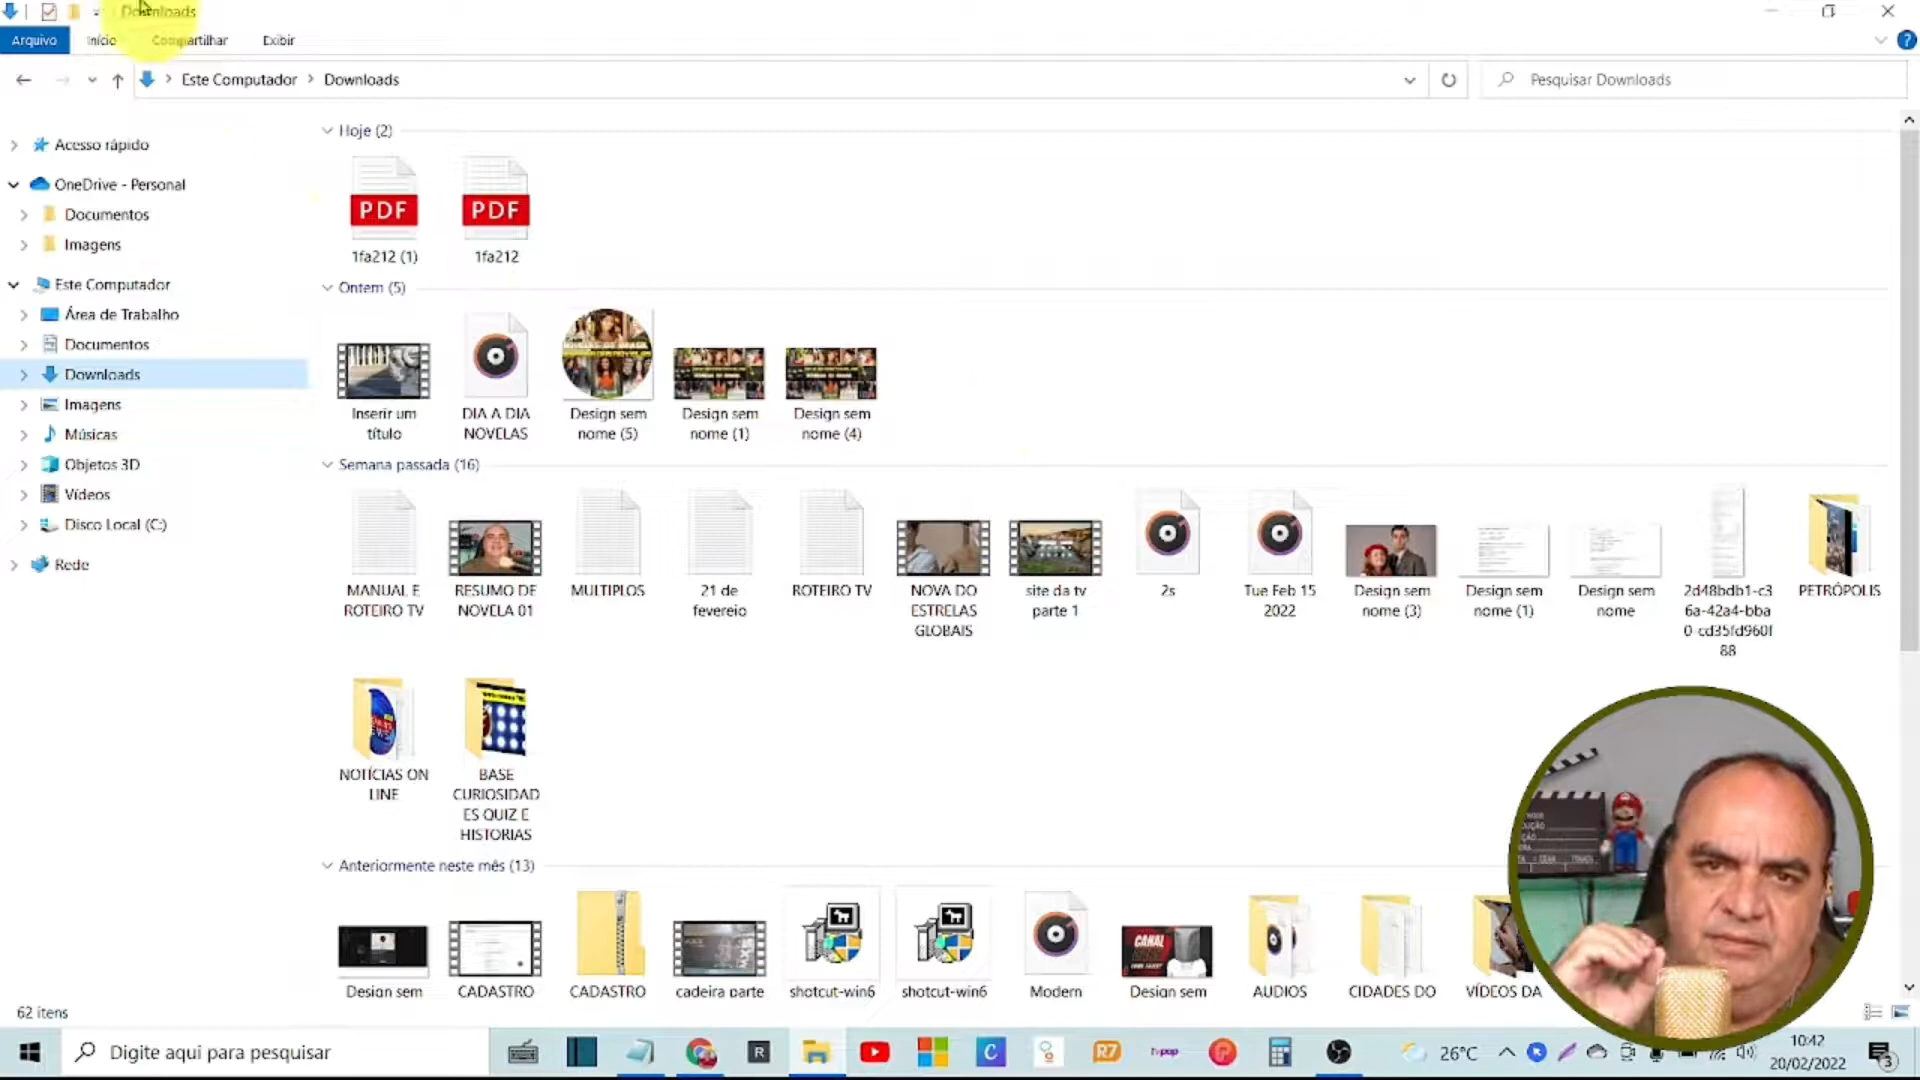 Downloads
Arquivo
Início
Compartilhar
Exibir
Este Computador
Downloads
Pesquisar Downloads
Acesso rápido
OneDrive - Personal
Documentos
Imagens
Este Computador
Área de Trabalho
Documentos
Downloads
Imagens
Músicas
Objetos 3D
Vídeos
Disco Local (C:)
Rede
Hoje (2)
PDF
1fa212 (1)
PDF
1fa212
Ontem (5)
Inserir um
título
DIA A DIA
NOVELAS
Design sem
nome (5)
Design sem
nome (1)
Design sem
nome (4)
Semana passada (16)
MANUAL E
ROTEIRO TV
RESUMO DE
NOVELA 01
MULTIPLOS
21 de
fevereiro
ROTEIRO TV
NOVA DO
ESTRELAS
GLOBAIS
site da tv
parte 1
2s
Tue Feb 15
2022
Design sem
nome (3)
Design sem
nome (1)
Design sem
nome
2d48bdb1-c3
6a-42a4-bba
0-cd35fd960f
88
PETRÓPOLIS
NOTÍCIAS ON
LINE
BASE
CURIOSIDAD
ES QUIZ E
HISTORIAS
Anteriormente neste mês (13)
Design sem
CADASTRO
CADASTRO
cadeira parte
shotcut-win6
shotcut-win6
Modern
CANAL
Design sem
AUDIOS
CIDADES DO
VÍDEOS DA
62 itens
Digite aqui para pesquisar
R
C
R7
26°C
10:42
20/02/2022
3